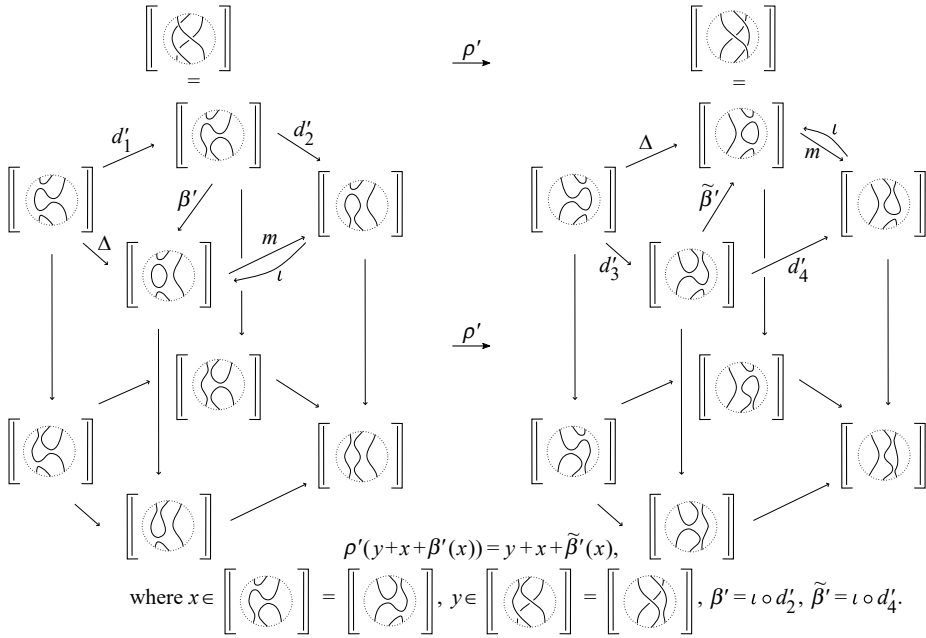 ρ′
= =
d′₁ d′₂ Δ ι m
β′ β̃′
Δ m ι d′₃ d′₄
ρ′
ρ′(y+x+β′(x))=y+x+β̃′(x),
where x∈ [ ] = [ ], y∈ [ ] = [ ], β′=ι∘d′₂, β̃′=ι∘d′₄.